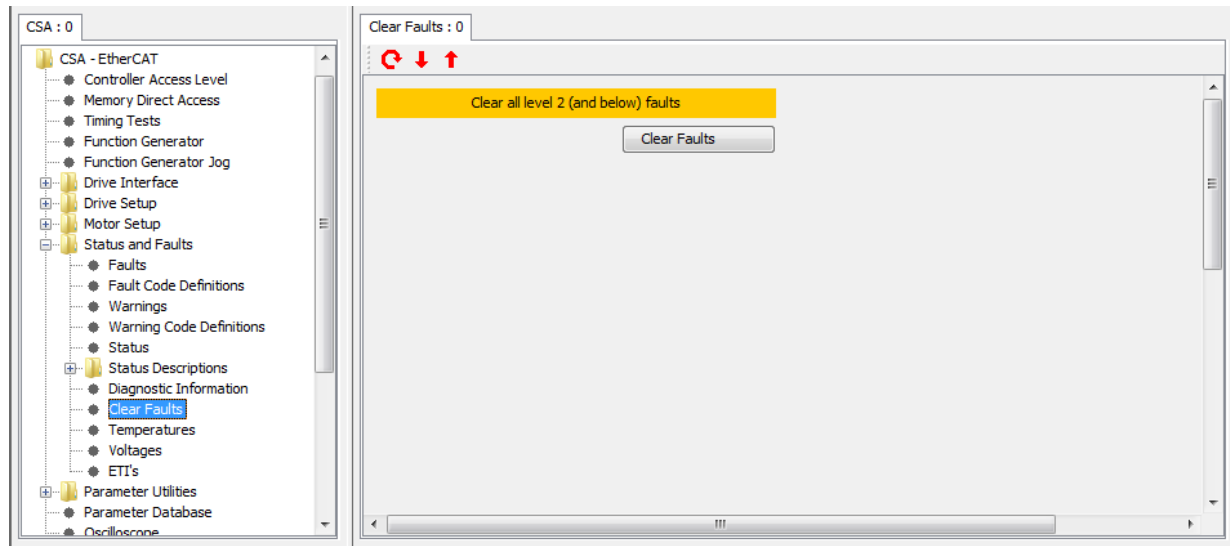 CSA : 0
CSA - EtherCAT
Controller Access Level
Memory Direct Access
Timing Tests
Function Generator
Function Generator Jog
Drive Interface
Drive Setup
Motor Setup
Status and Faults
Faults
Fault Code Definitions
Warnings
Warning Code Definitions
Status
Status Descriptions
Diagnostic Information
Clear Faults
Temperatures
Voltages
ETI's
Parameter Utilities
Parameter Database
Oscilloscope
Clear Faults : 0
Clear all level 2 (and below) faults
Clear Faults